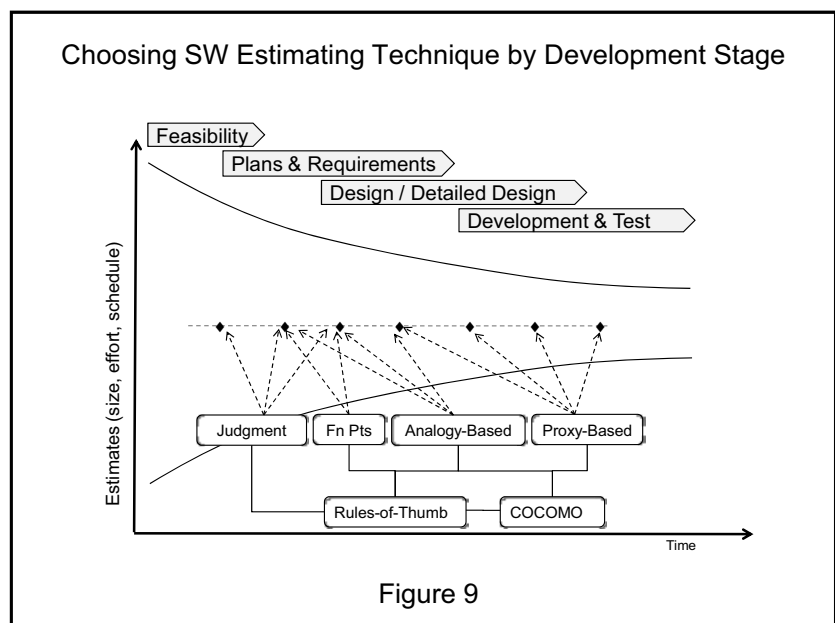 Choosing SW Estimating Technique by Development Stage
Feasibility
Plans & Requirements
Design / Detailed Design
Development & Test
Estimates (size, effort, schedule)
Judgment
Fn Pts
Analogy-Based
Proxy-Based
Rules-of-Thumb
COCOMO
Time
Figure 9